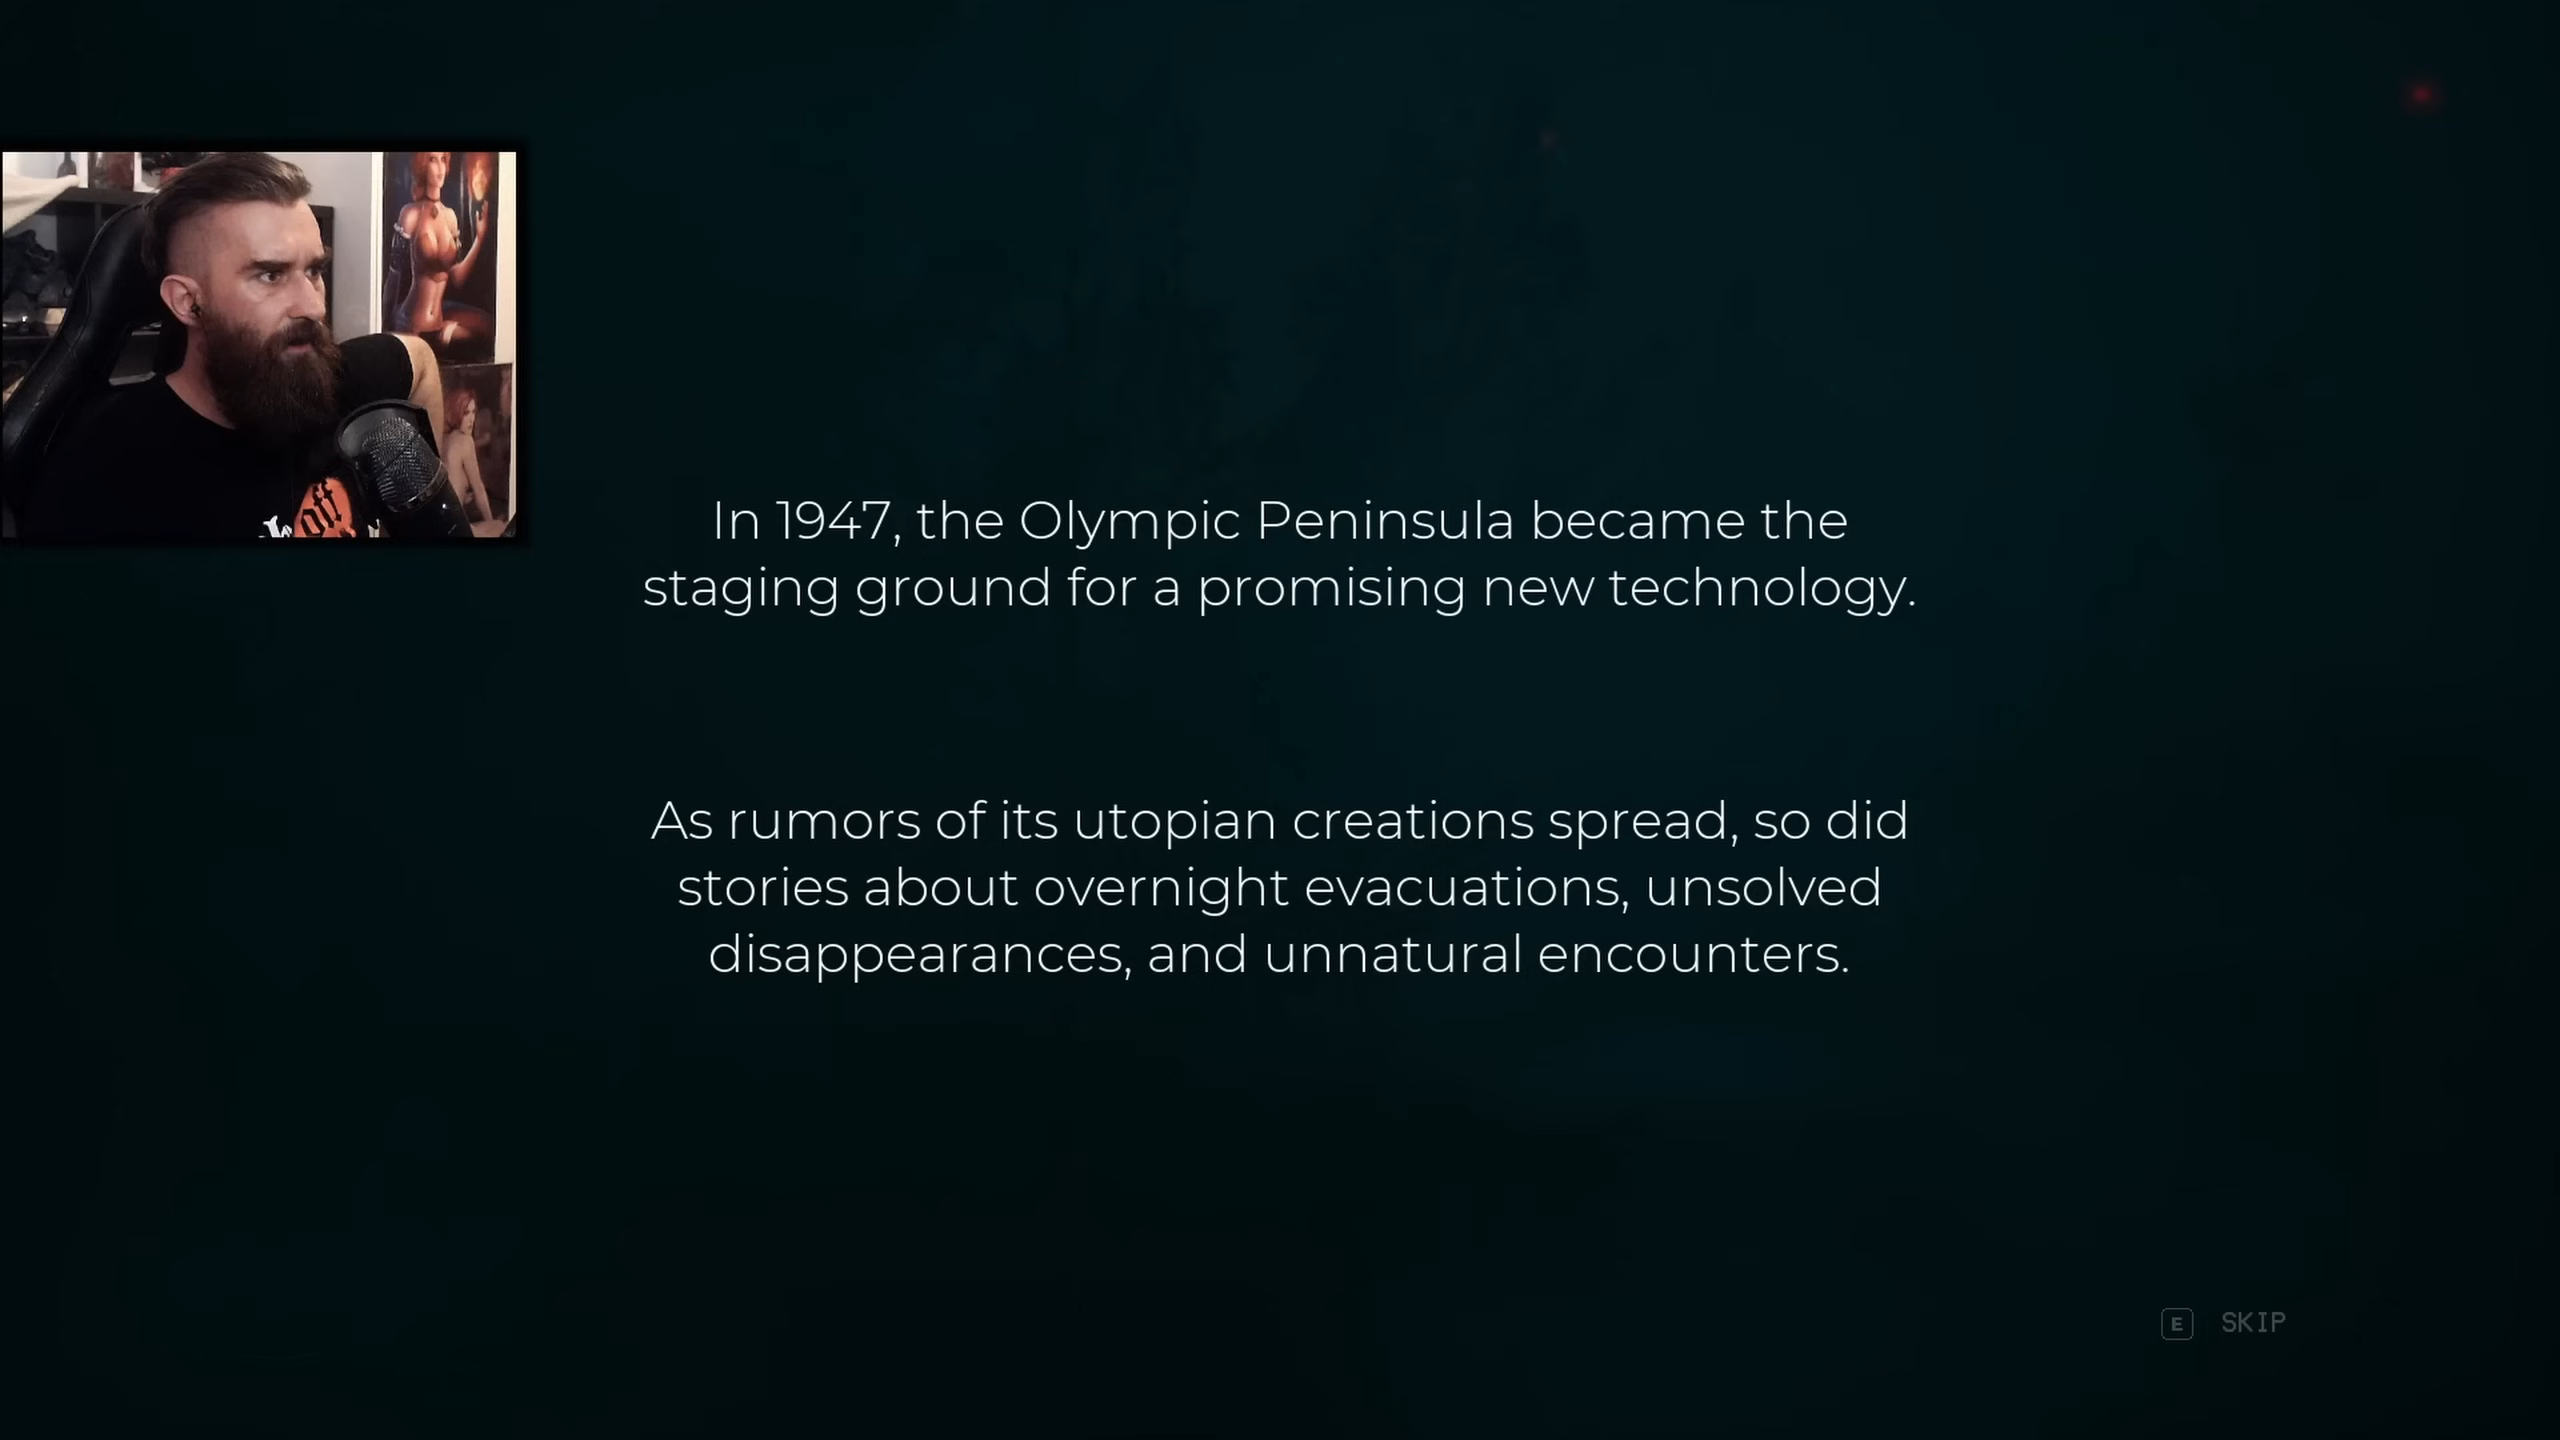 In 1947, the Olympic Peninsula became the
staging ground for a promising new technology.
As rumors of its utopian creations spread, so did
stories about overnight evacuations, unsolved
disappearances, and unnatural encounters.
E SKIP
off